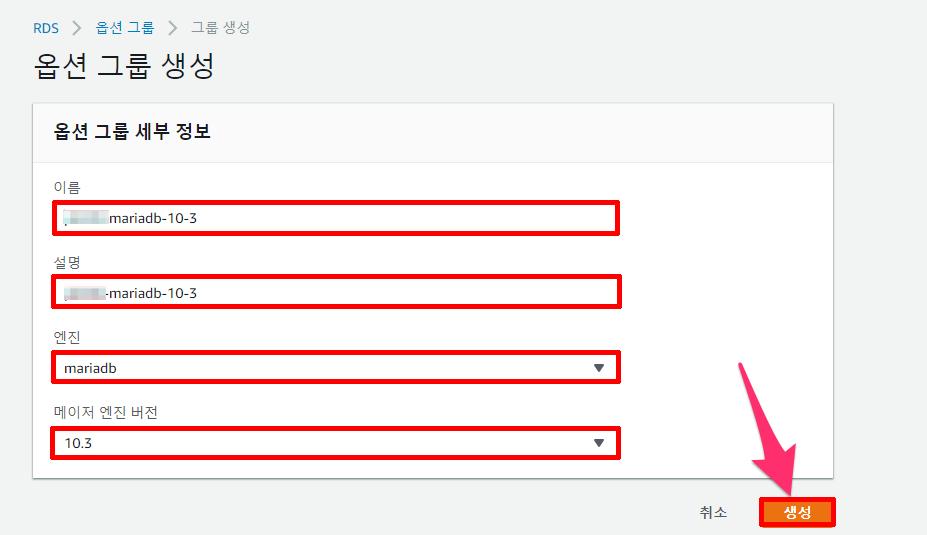 RDS > 옵션 그룹 > 그룹 생성
옵션 그룹 생성
옵션 그룹 세부 정보
이름
mariadb-10-3
설명
-mariadb-10-3
엔진
mariadb
메이저 엔진 버전
10.3
취소 생성